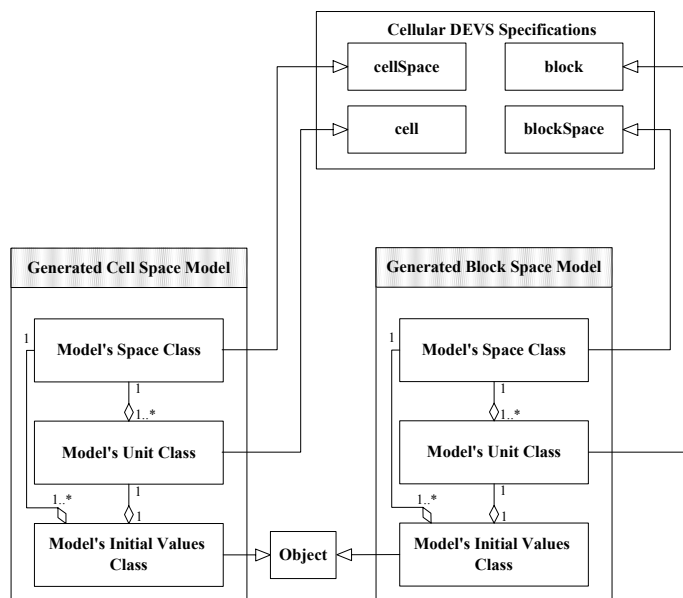 Cellular DEVS Specifications
cellSpace
block
cell
blockSpace
Generated Cell Space Model
Generated Block Space Model
1
Model's Space Class
1
1..*
Model's Unit Class
1
1..*
1
Model's Initial Values
Class
1
Model's Space Class
1
1..*
Model's Unit Class
1
1..*
1
Model's Initial Values
Class
Object